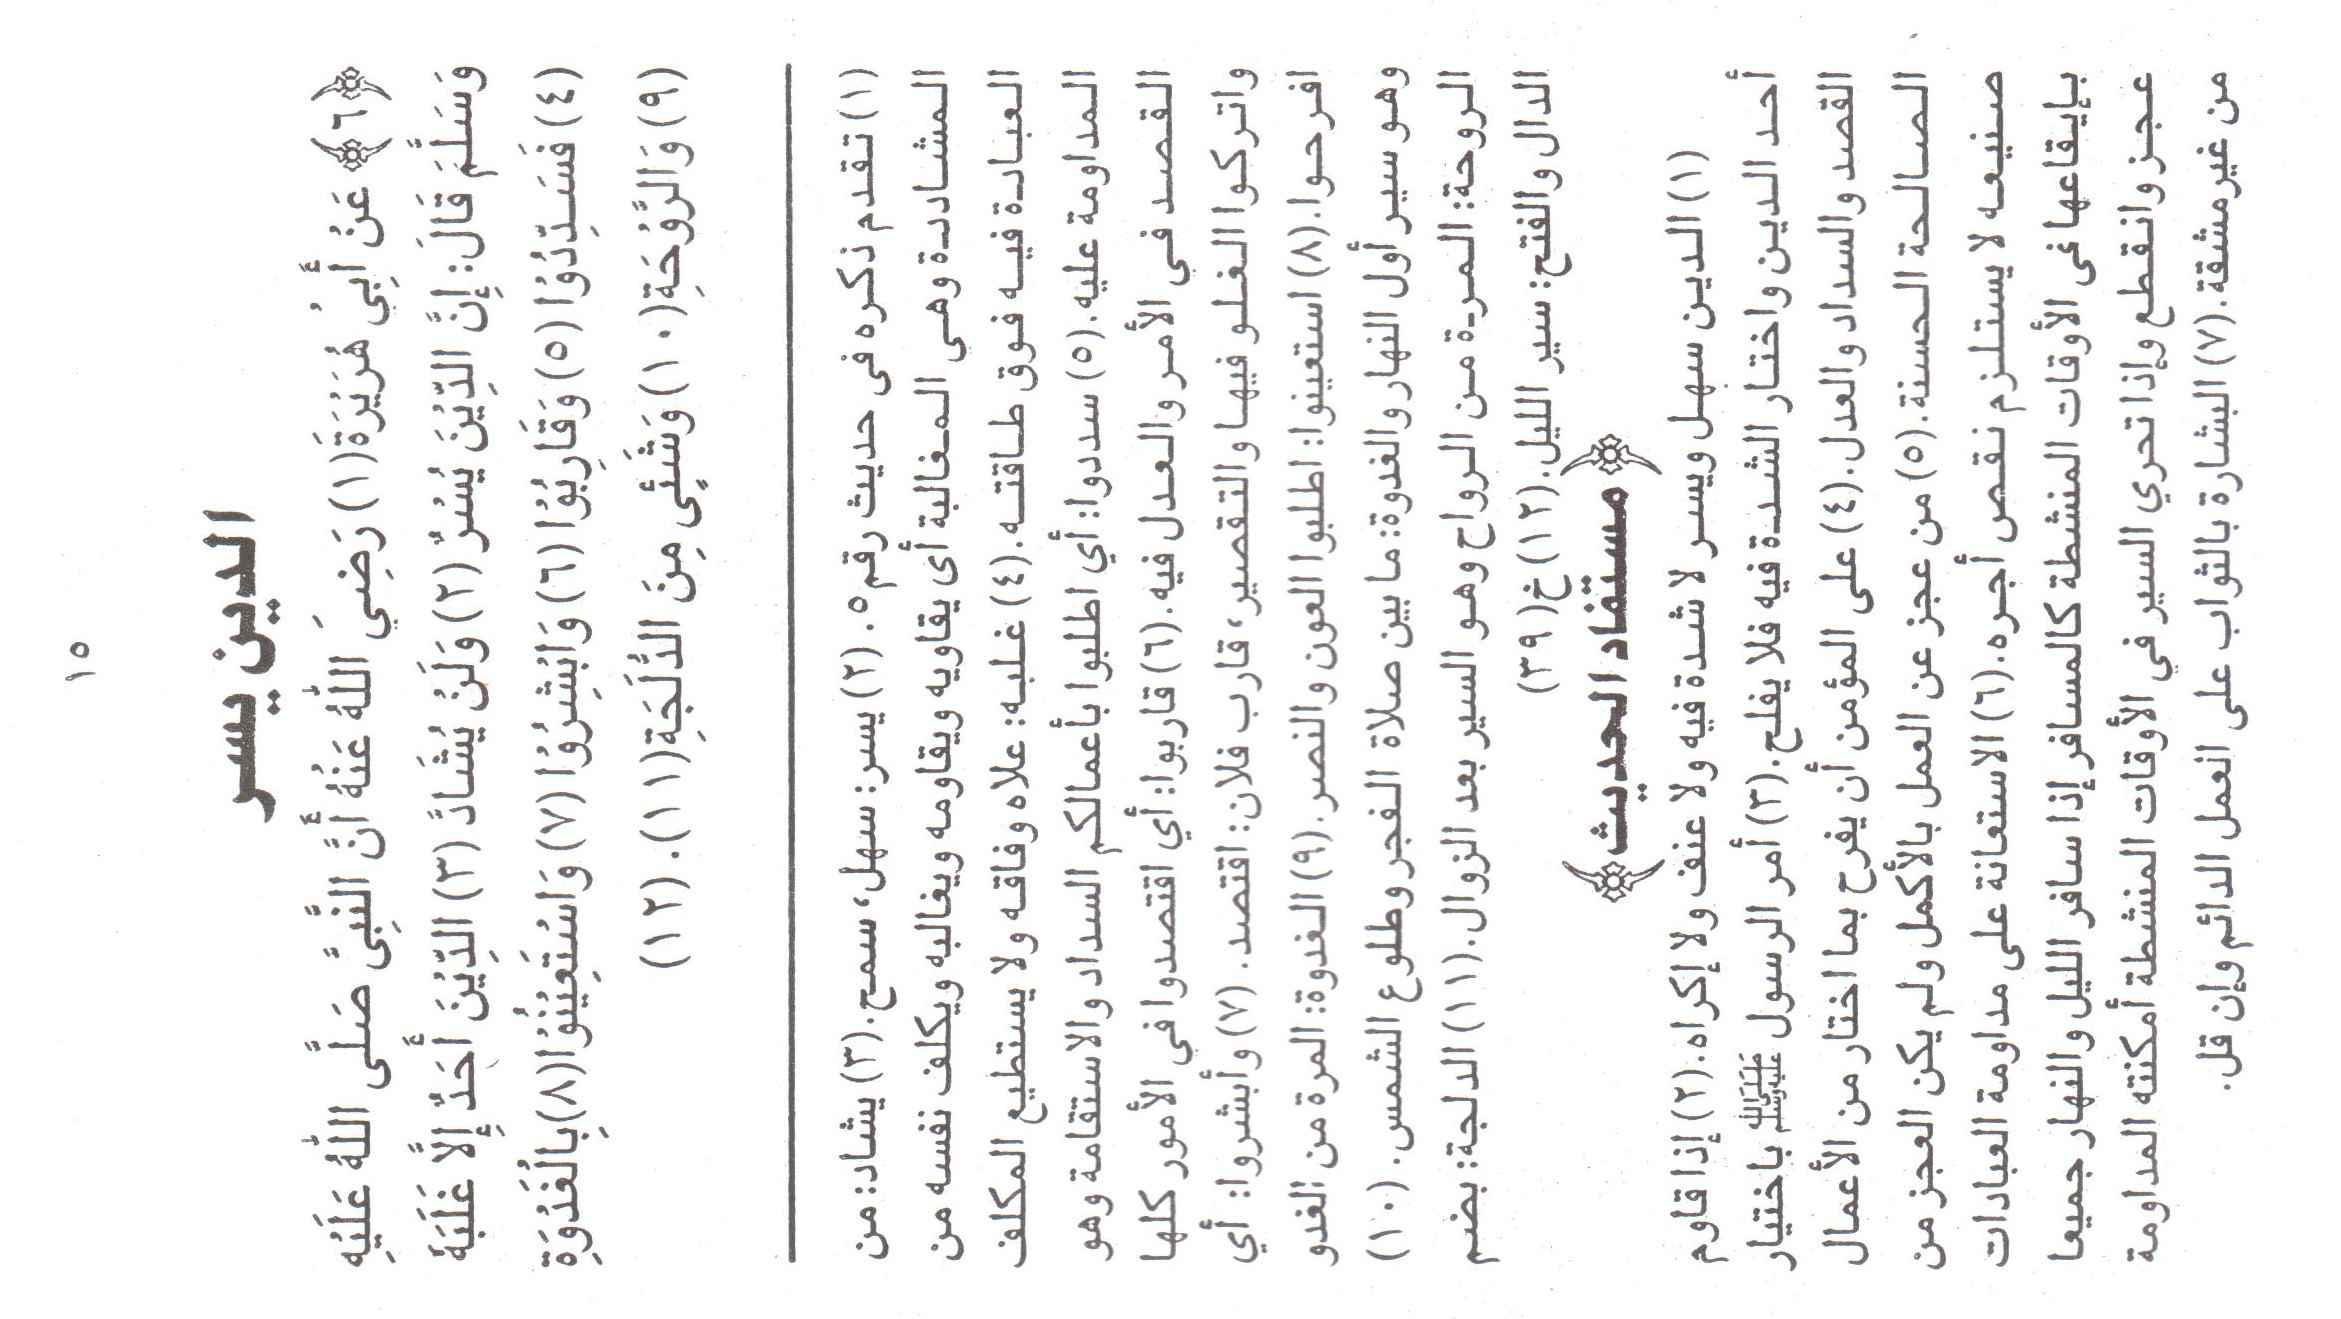 ١٥
الدين يسر
﴿٦﴾ عَنُ أَبِيُ هُرَيُرَةَ(١) رَضِيَ اللهُ عَنُهُ أَنَّ النَّبِىَّ صَلَّى اللهُ عَلَيُهِ
وَسَلَّمَ قَالَ: إِنَّ الدِّيُنَ يُسُرٌ (٢) وَلَنُ يُشَادَّ (٣) الدِّيُنَ أَحَدٌ إِلَّا غَلَبَهُ
(٤) فَسَدِّدُوُا (٥) وَقَارِبُوُا (٦) وَابُشِرُوُا (٧) وَاسُتَعِيُنُوُا(٨)بِالُغَدُوَةِ
(٩) وَالرَّوُحَةِ(١٠) وَشَئٍى مِنَ الدُّلَجَةِ(١١). (١٢)
(١) تقدم ذكره فى حديث رقم٥. (٢) يسر: سهل، سمح.(٣) يشاد: من
المشاددة وهي المغالبة أى يقاويه ويقاومه ويغالبه ويكلف نفسه من
العبادة فيه فوق طاقته.(٤) غلبه: علاه وفاقه ولا يستطيع المكلف
المداومة عليه.(٥) سددوا: أي اطلبوا بأعمالكم السداد والاستقامة وهو
القصد في الأمر والعدل فيه.(٦) قاربوا: أي اقتصدوا فى الأمور كلها
واتركوا الغلو فيها والتقصير، قارب فلان: اقتصد. (٧) وأبشروا: أي
افرحوا.(٨) استعينوا: اطلبوا العون والنصر.(٩) الغدوة: المرة من الغدو
وهو سير أول النهار والغدوة: ما بين صلاة الفجر وطلوع الشمس. (١٠)
الروحة: المرة من الرواح وهو السير بعد الزوال.(١١) الدلجة: بضم
الدال والفتح: سير الليل.(١٢) خ( ٣٩)
﴿مستفاد الحديث﴾
(١) الدين سهل ويسر لا شدة فيه ولا عنف ولا إكراه.(٢) إذا قاوم
أحد الدين واختار الشدة فيه فلا يفلح.(٣) أمر الرسول ﷺ باختيار
القصد والسداد والعدل.(٤) على المؤمن أن يفرح بما اختار من الأعمال
الصالحة الحسنة.(٥) من عجز عن العمل بالأكمل ولم يكن العجز من
صنيعه لا يستلزم نقص أجره.(٦) الاستعانة على مداومة العبادات
بإيقاعها غى الأوقات المنشطة كالمسافر إذا سافر الليل والنهار جميعا
عجز وانقطع وإذا تحري السير في الأوقات المنشطة أمكنته المداومة
من غيرمشقة.(٧) البشارة بالثواب على العمل الدائم وإن قل.